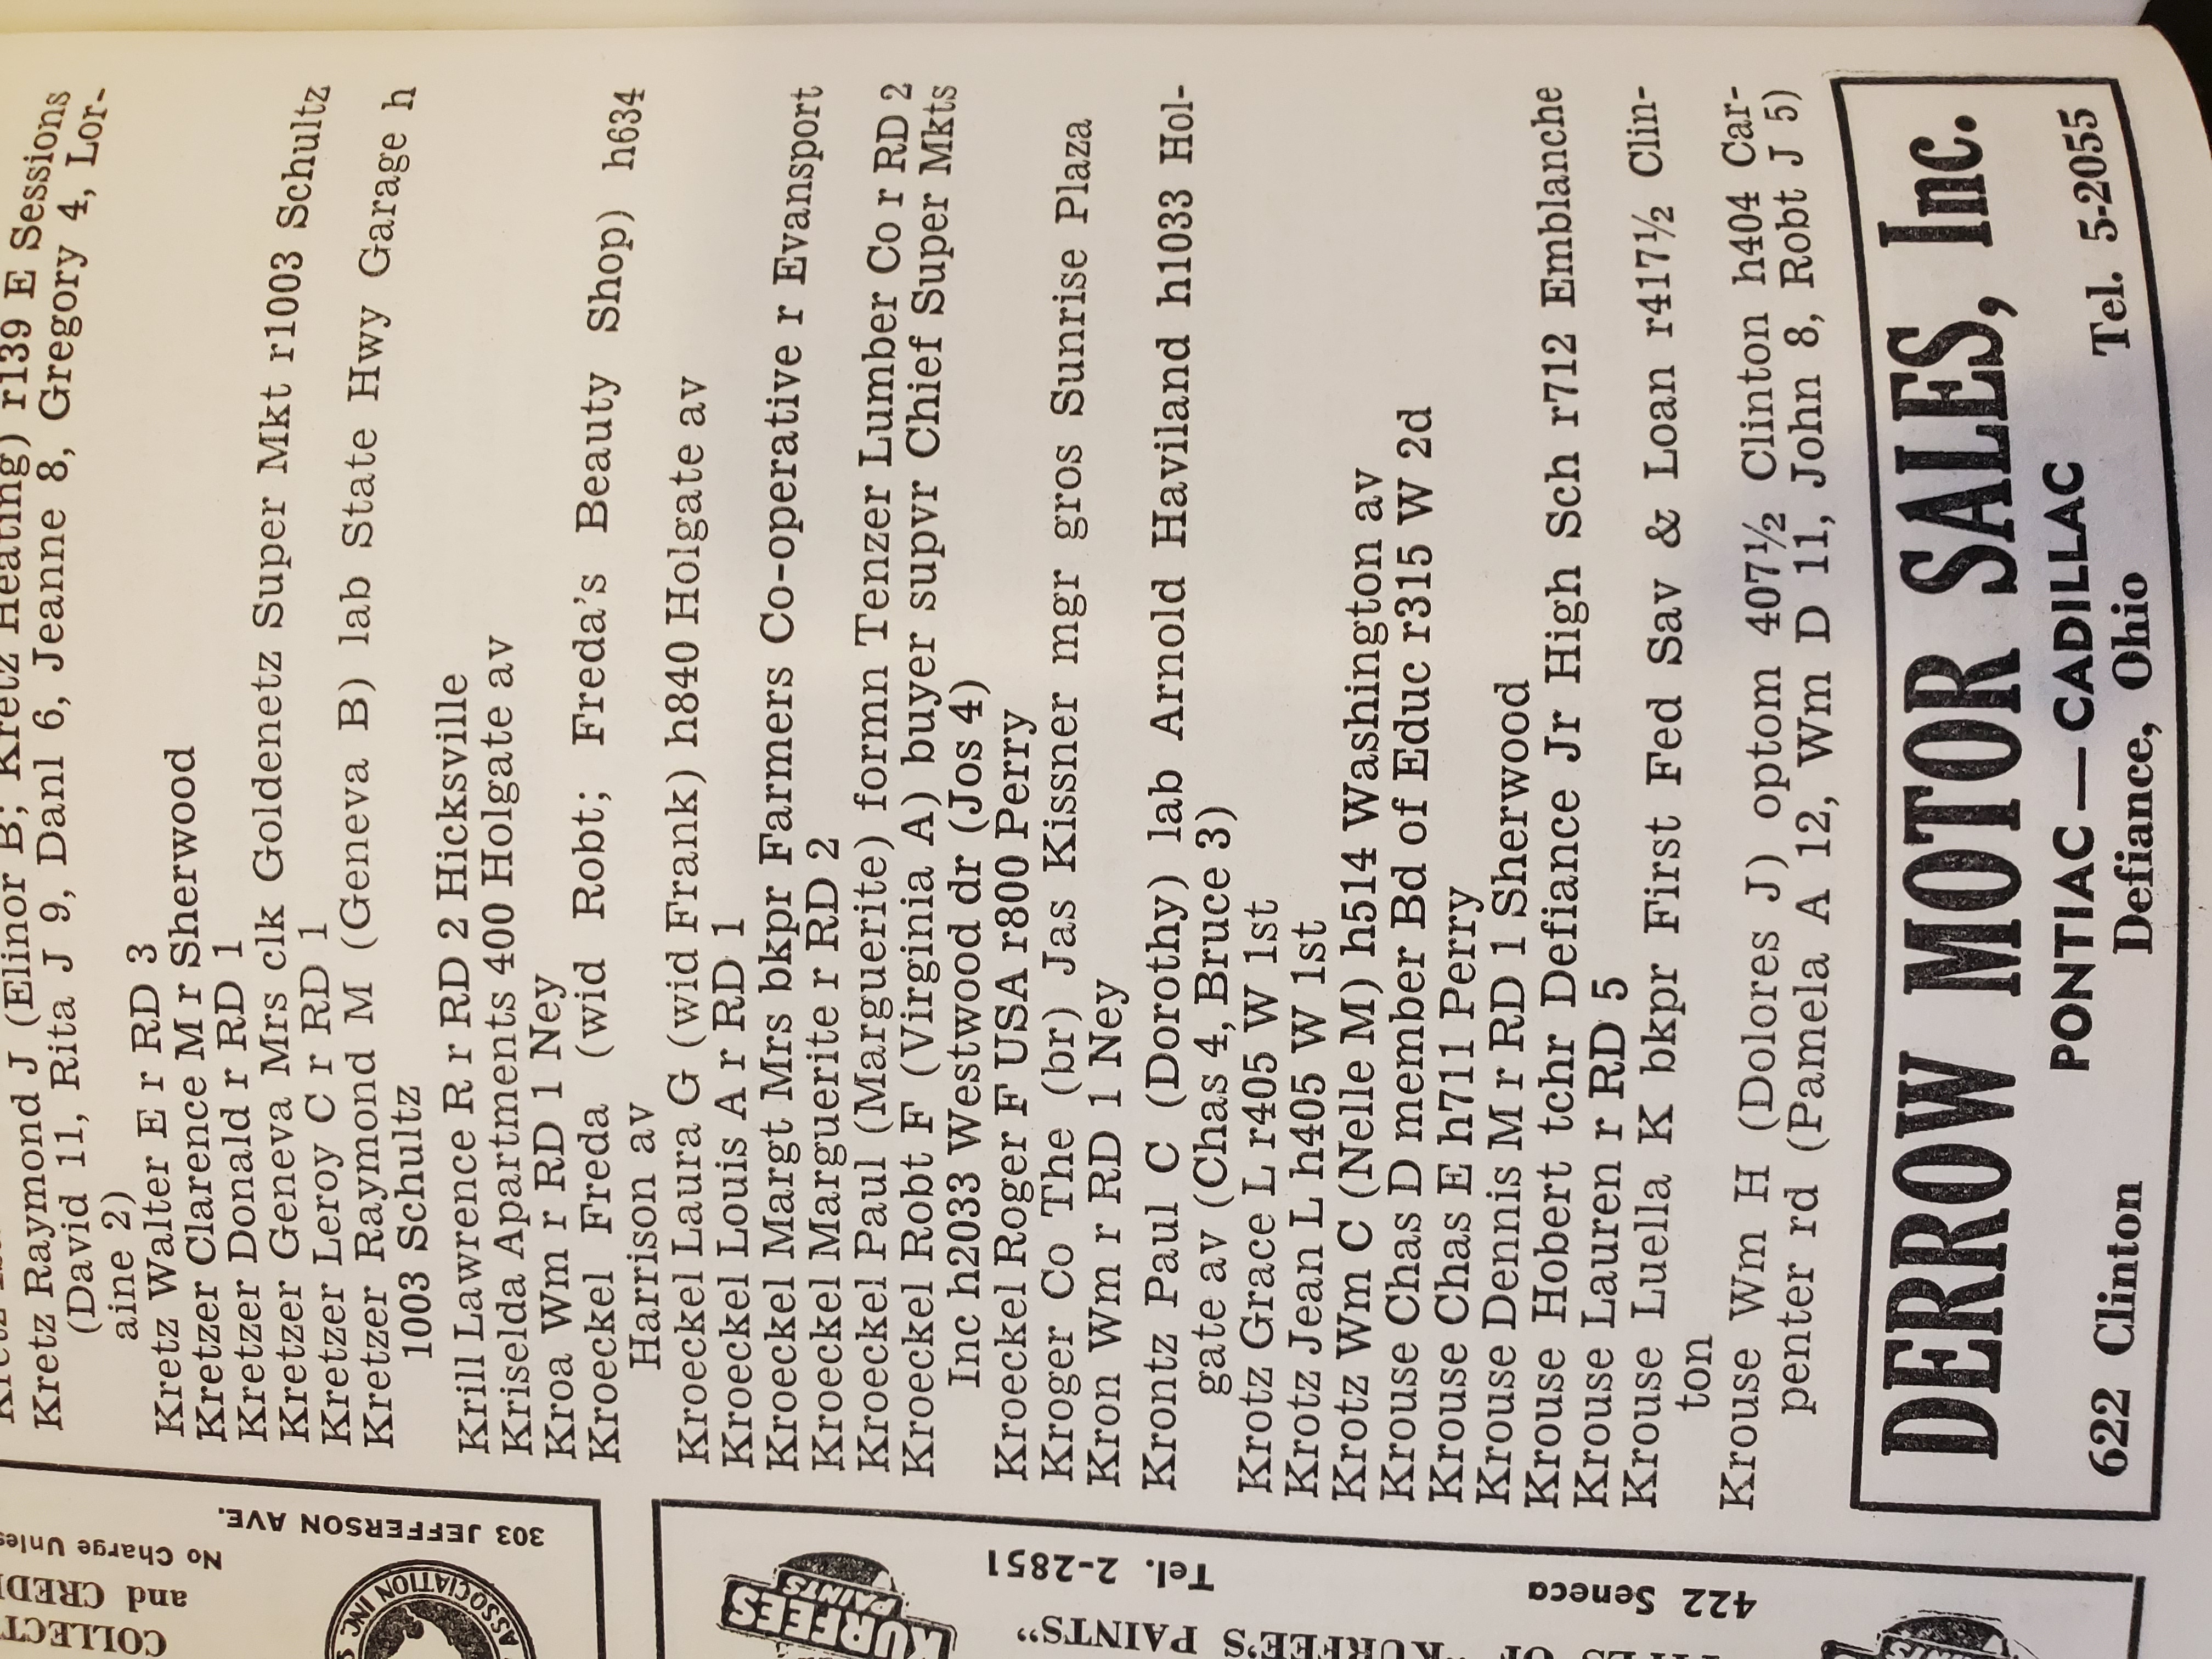 Kretz Raymond J (Elinor B; Kretz Heating) r139 E Sessions
(David 11, Rita J 9, Danl 6, Jeanne 8, Gregory 4, Lor-
aine 2)
Kretz Walter E r RD 3
Kretzer Clarence M r Sherwood
Kretzer Donald r RD 1
Kretzer Geneva Mrs clk Goldenetz Super Mkt r1003 Schultz
Kretzer Leroy C r RD 1
Kretzer Raymond M (Geneva B) lab State Hwy Garage h
1003 Schultz
Krill Lawrence R r RD 2 Hicksville
Kriselda Apartments 400 Holgate av
Kroa Wm r RD 1 Ney
Kroeckel Freda (wid Robt; Freda's Beauty Shop) h634
Harrison av
Kroeckel Laura G (wid Frank) h840 Holgate av
Kroeckel Louis A r RD 1
Kroeckel Margt Mrs bkpr Farmers Co-operative r Evansport
Kroeckel Marguerite r RD 2
Kroeckel Paul (Marguerite) formn Tenzer Lumber Co r RD 2
Kroeckel Robt F (Virginia A) buyer supvr Chief Super Mkts
Inc h2033 Westwood dr (Jos 4)
Kroeckel Roger F USA r800 Perry
Kroger Co The (br) Jas Kissner mgr gros Sunrise Plaza
Kron Wm r RD 1 Ney
Krontz Paul C (Dorothy) lab Arnold Haviland h1033 Hol-
gate av (Chas 4, Bruce 3)
Krotz Grace L r405 W 1st
Krotz Jean L h405 W 1st
Krotz Wm C (Nelle M) h514 Washington av
Krouse Chas D member Bd of Educ r315 W 2d
Krouse Chas E h711 Perry
Krouse Dennis M r RD 1 Sherwood
Krouse Hobert tchr Defiance Jr High Sch r712 Emblanche
Krouse Lauren r RD 5
Krouse Luella K bkpr First Fed Sav & Loan r417½ Clin-
ton
Krouse Wm H (Dolores J) optom 407½ Clinton h404 Car-
penter rd (Pamela A 12, Wm D 11, John 8, Robt J 5)
DERROW MOTOR SALES, Inc.
PONTIAC — CADILLAC
622 Clinton Defiance, Ohio Tel. 5-2055
COLLECT
and CREDI
No Charge Unles
303 JEFFERSON AVE.
ASSOCIATION
INC
KURFEES
PAINTS
OF "KURFEE'S PAINTS"
422 Seneca Tel. 2-2851